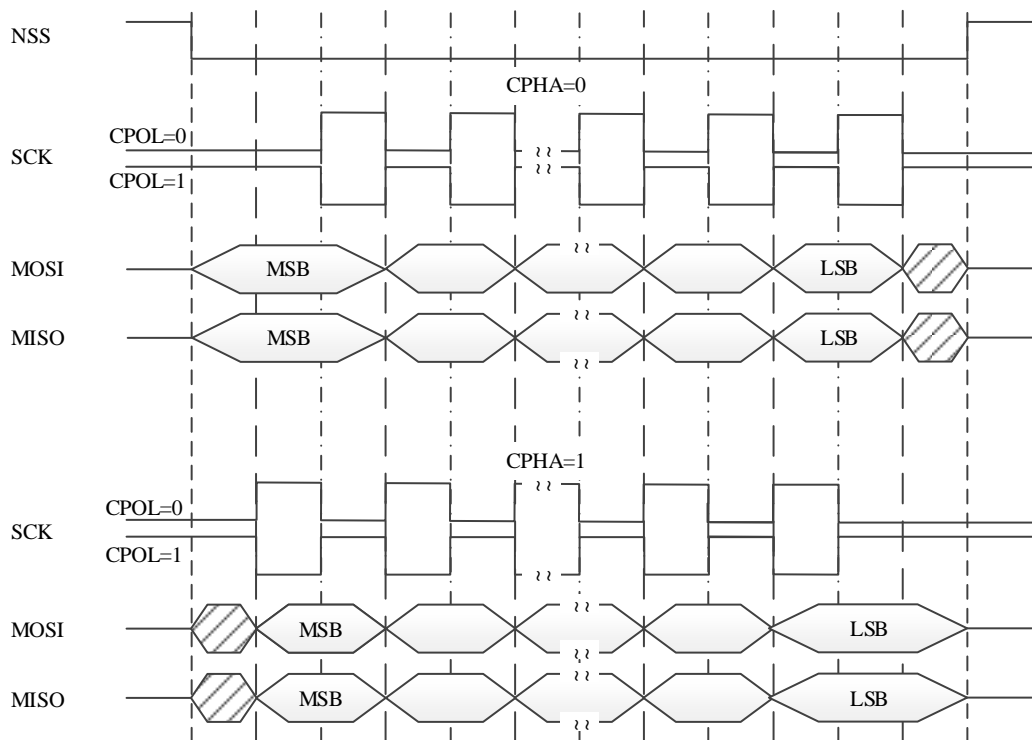 NSS
CPHA=0
CPOL=0
SCK
CPOL=1
MOSI MSB LSB
MISO MSB LSB
CPHA=1
CPOL=0
SCK
CPOL=1
MOSI MSB LSB
MISO MSB LSB